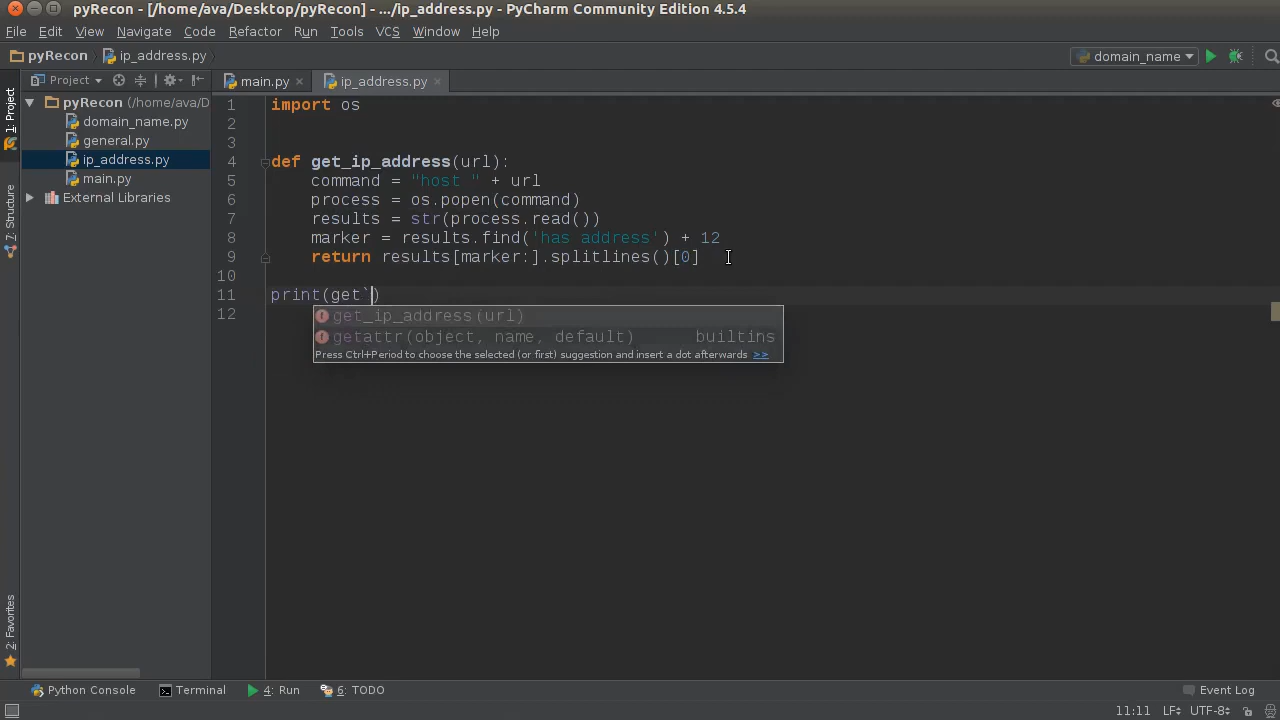 pyRecon - [/home/ava/Desktop/pyRecon] - .../ip_address.py - PyCharm Community Edition 4.5.4
File Edit View Navigate Code Refactor Run Tools VCS Window Help
pyRecon ip_address.py domain_name
Project main.py ip_address.py
1: Project
7: Structure
2: Favorites
pyRecon (/home/ava/D
domain_name.py
general.py
ip_address.py
main.py
External Libraries
1 import os
2
3
4 def get_ip_address(url):
5 command = "host " + url
6 process = os.popen(command)
7 results = str(process.read())
8 marker = results.find('has address') + 12
9 return results[marker:].splitlines()[0]
10
11 print(get`)
12
f get_ip_address(url)
f getattr(object, name, default) builtins
Press Ctrl+Period to choose the selected (or first) suggestion and insert a dot afterwards >>
Python Console Terminal 4: Run 6: TODO Event Log
11:11 LF UTF-8